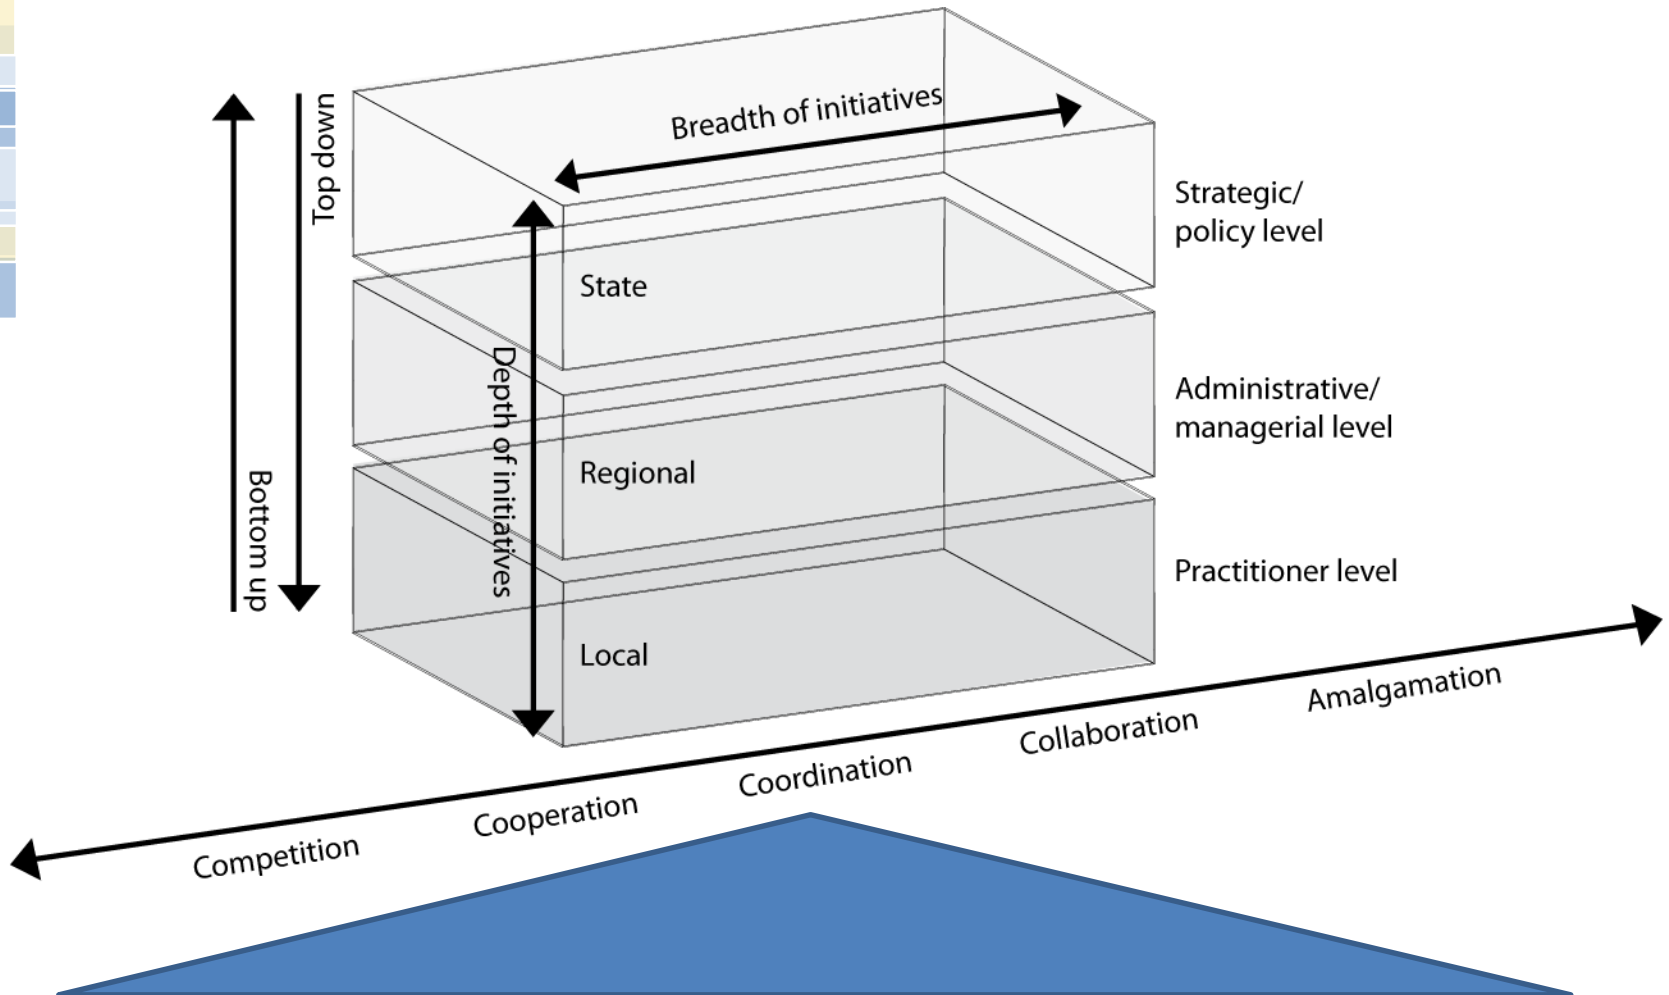 Breadth of initiatives
Top down
Bottom up
Depth of initiatives
Strategic/
policy level
State
Administrative/
managerial level
Regional
Practitioner level
Local
Competition
Cooperation
Coordination
Collaboration
Amalgamation